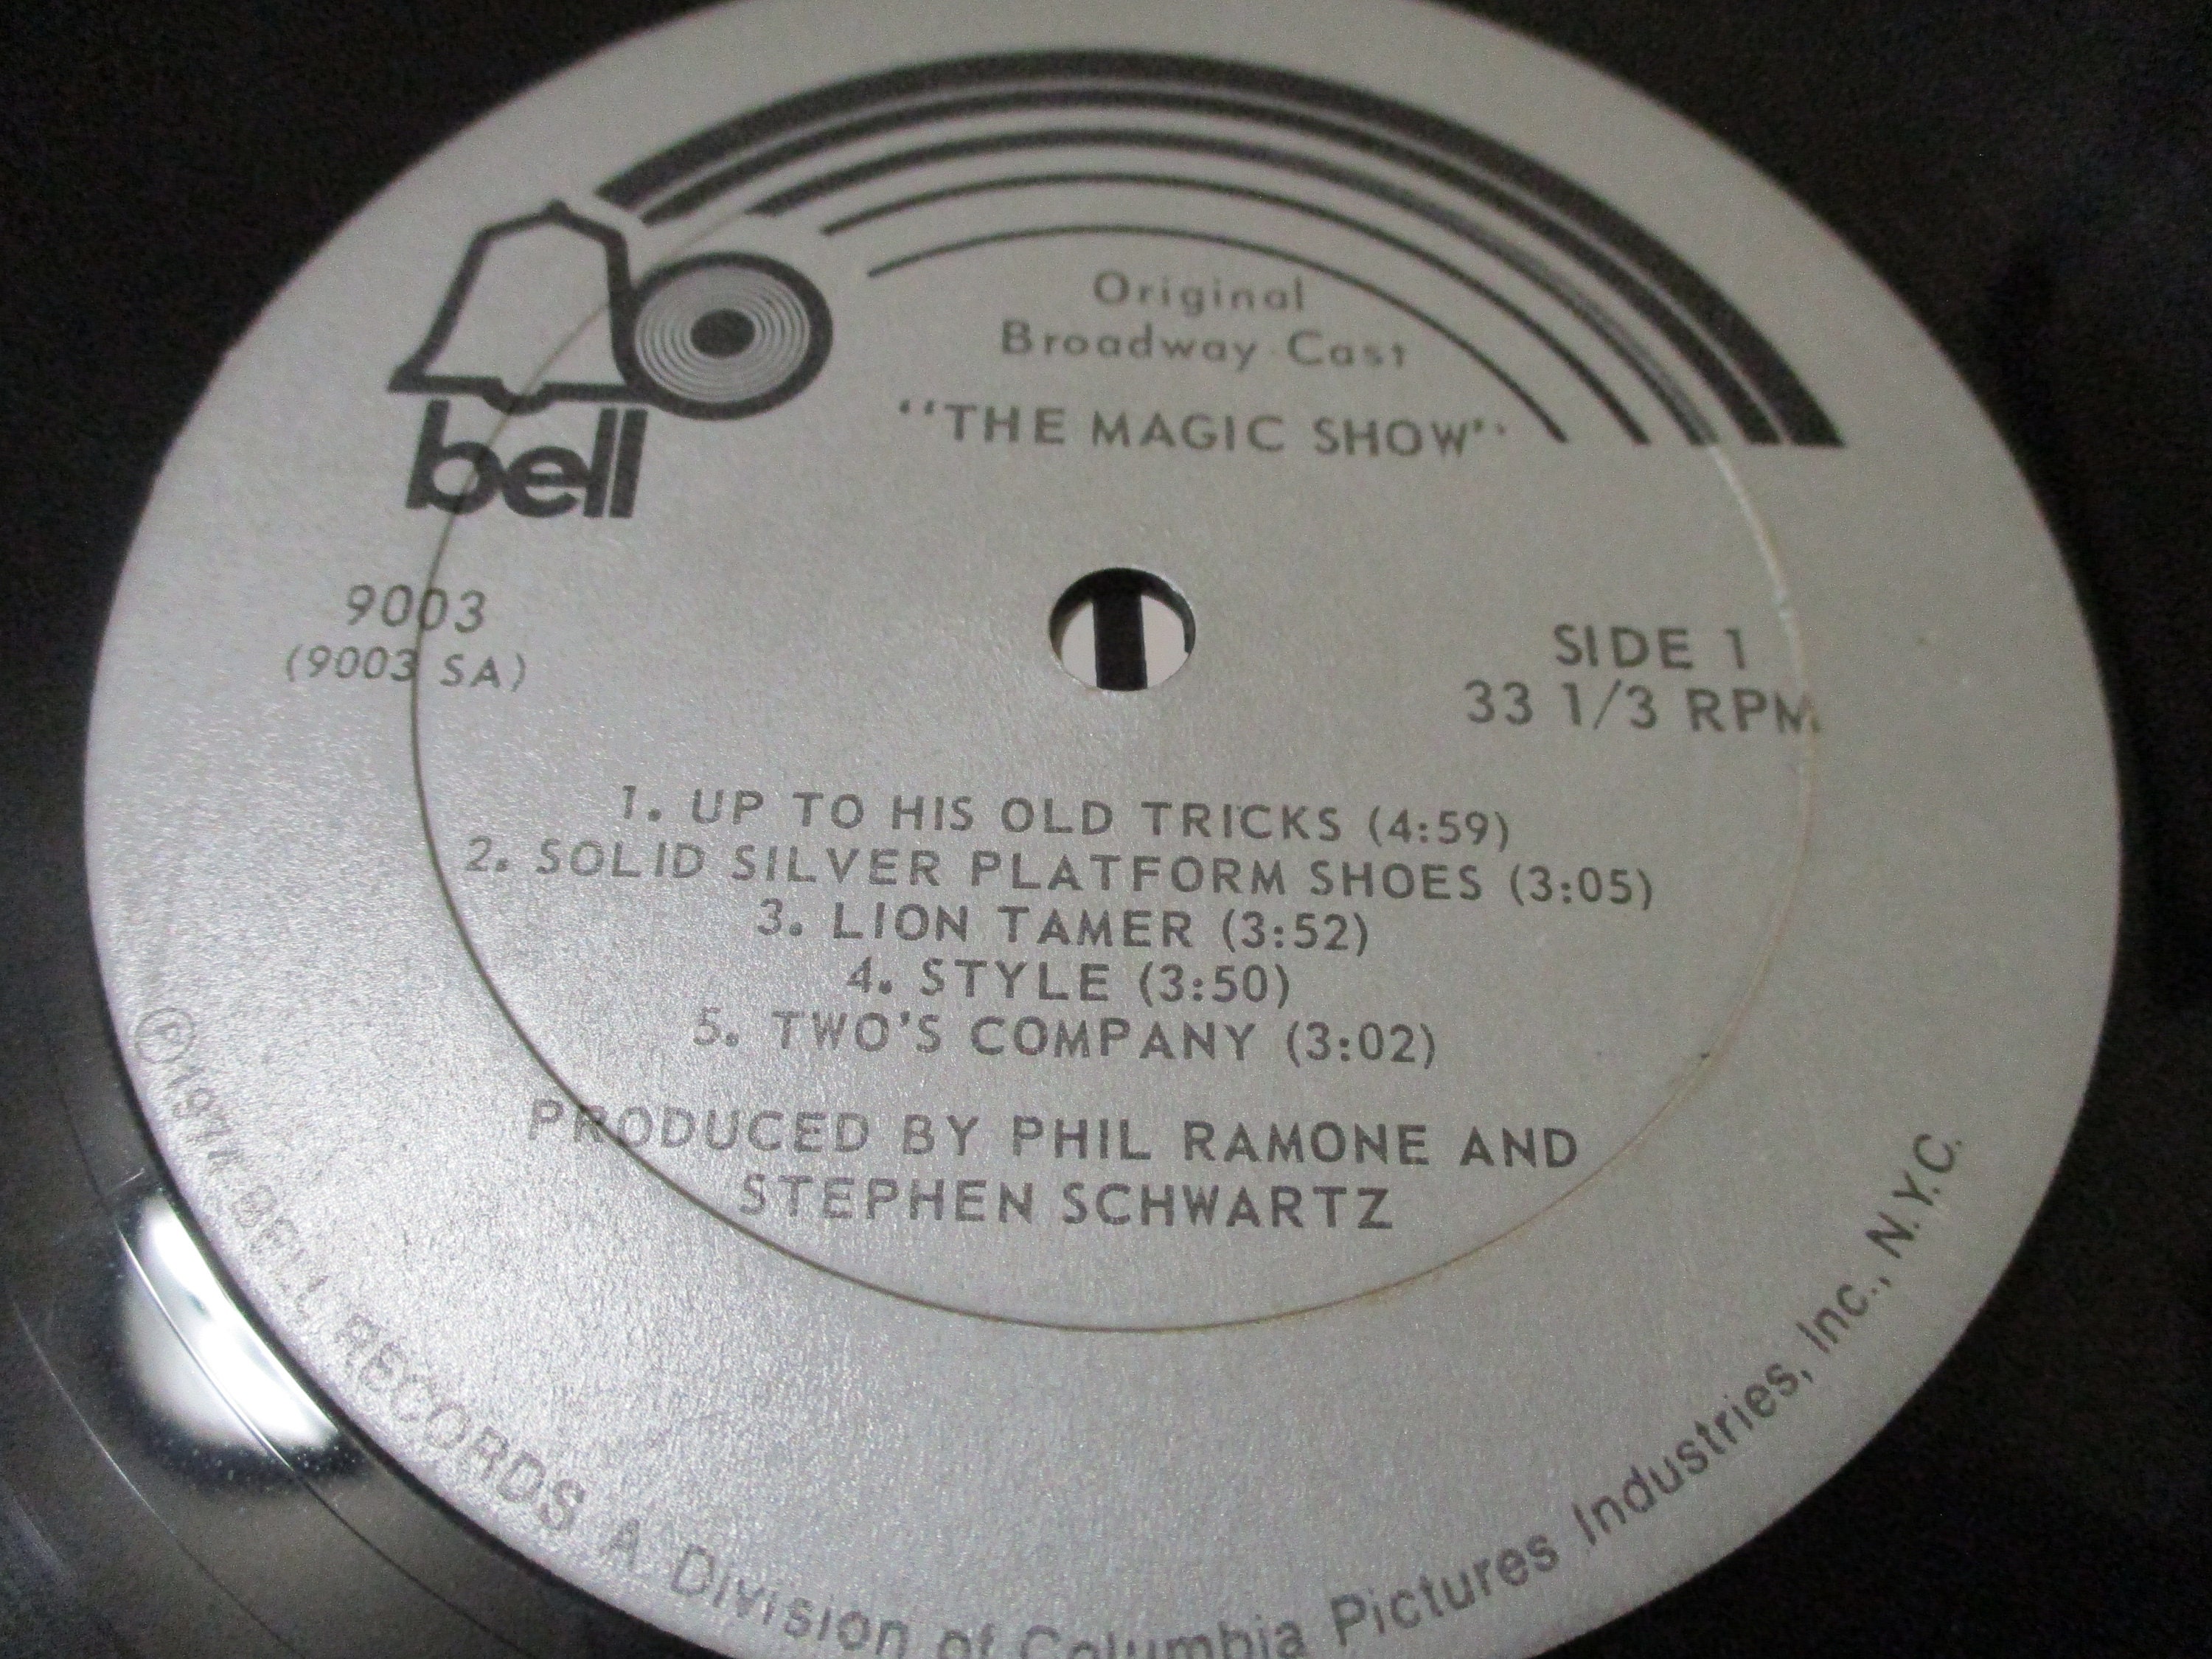 Original
Broadway Cast
"THE MAGIC SHOW"
bell
9003
(9003 SA)
SIDE 1
33 1/3 RPM
1. UP TO HIS OLD TRICKS (4:59)
2. SOLID SILVER PLATFORM SHOES (3:05)
3. LION TAMER (3:52)
4. STYLE (3:50)
5. TWO'S COMPANY (3:02)
PRODUCED BY PHIL RAMONE AND
STEPHEN SCHWARTZ
Ⓟ 1974 BELL RECORDS A Division of Columbia Pictures Industries, Inc., N.Y.C.